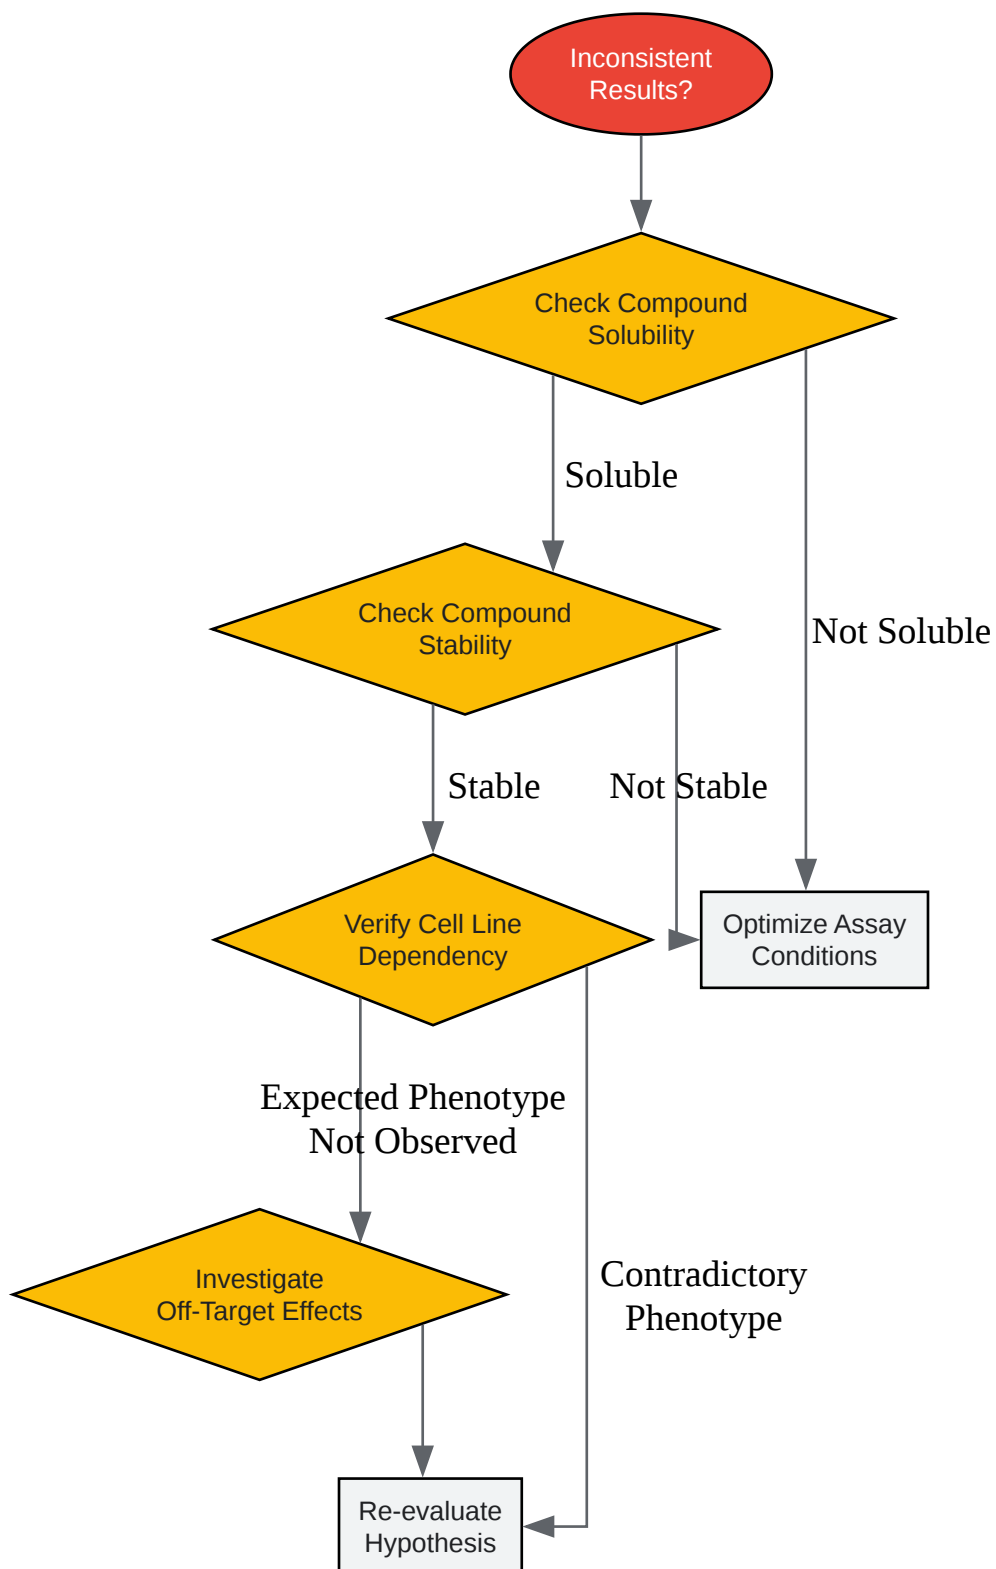 Inconsistent
Results?
Check Compound
Solubility
Soluble
Check Compound
Stability
Not Soluble
Stable
Not Stable
Verify Cell Line
Dependency
Optimize Assay
Conditions
Expected Phenotype
Not Observed
Investigate
Off-Target Effects
Contradictory
Phenotype
Re-evaluate
Hypothesis